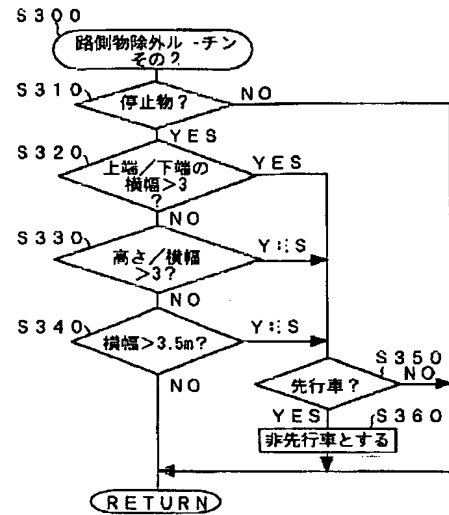 S300
路側物除外ル-チン
その2
S310
停止物?
NO
YES
S320
上端/下端の
横幅>3
?
YES
NO
S330
高さ/横幅
>3?
NO
S340
横幅>3.5m?
NO
S350
先行車?
NO
YES
S360
非先行車とする
RETURN